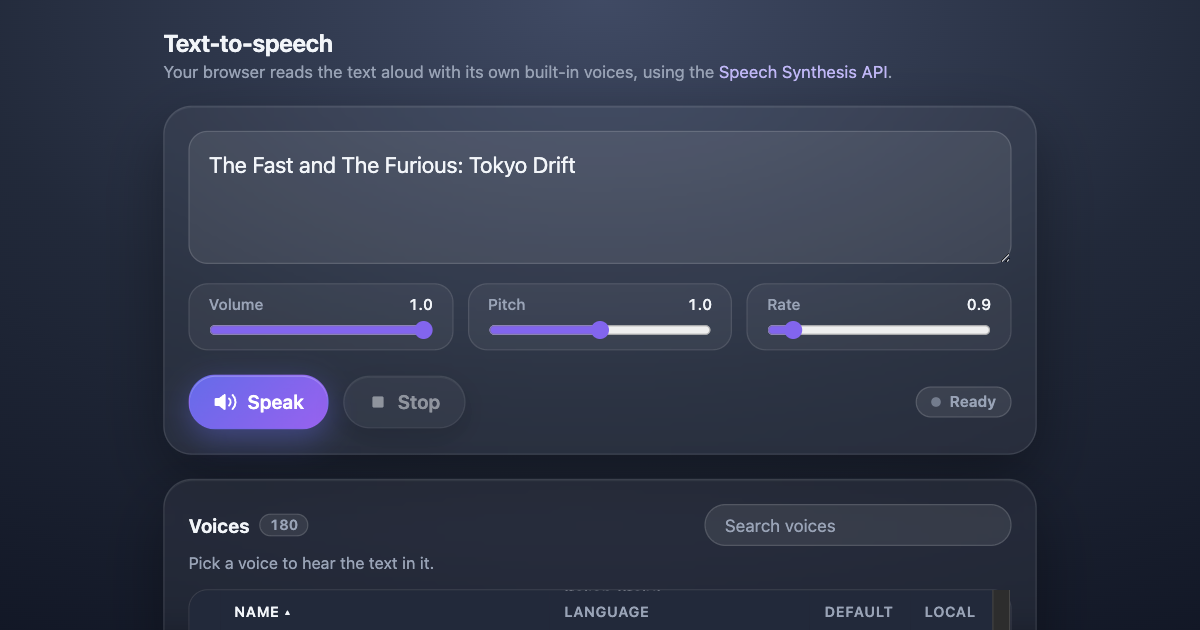 Text-to-speech
Your browser reads the text aloud with its own built-in voices, using the Speech Synthesis API.
The Fast and The Furious: Tokyo Drift
Volume 1.0
Pitch 1.0
Rate 0.9
Speak
Stop
Ready
Voices 180
Search voices
Pick a voice to hear the text in it.
NAME LANGUAGE DEFAULT LOCAL